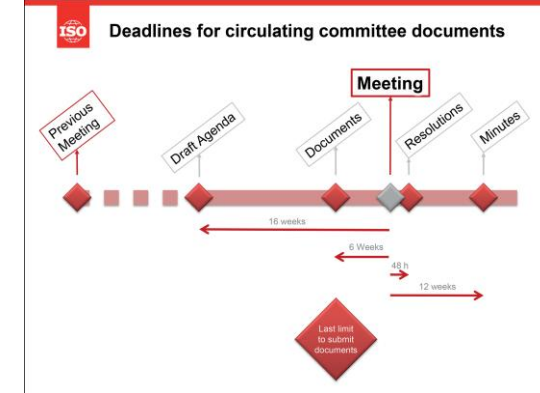 ISO
Deadlines for circulating committee documents
Meeting
Previous
Meeting
Draft Agenda
Documents
Resolutions
Minutes
16 weeks
6 Weeks
48 h
12 weeks
Last limit
to submit
documents